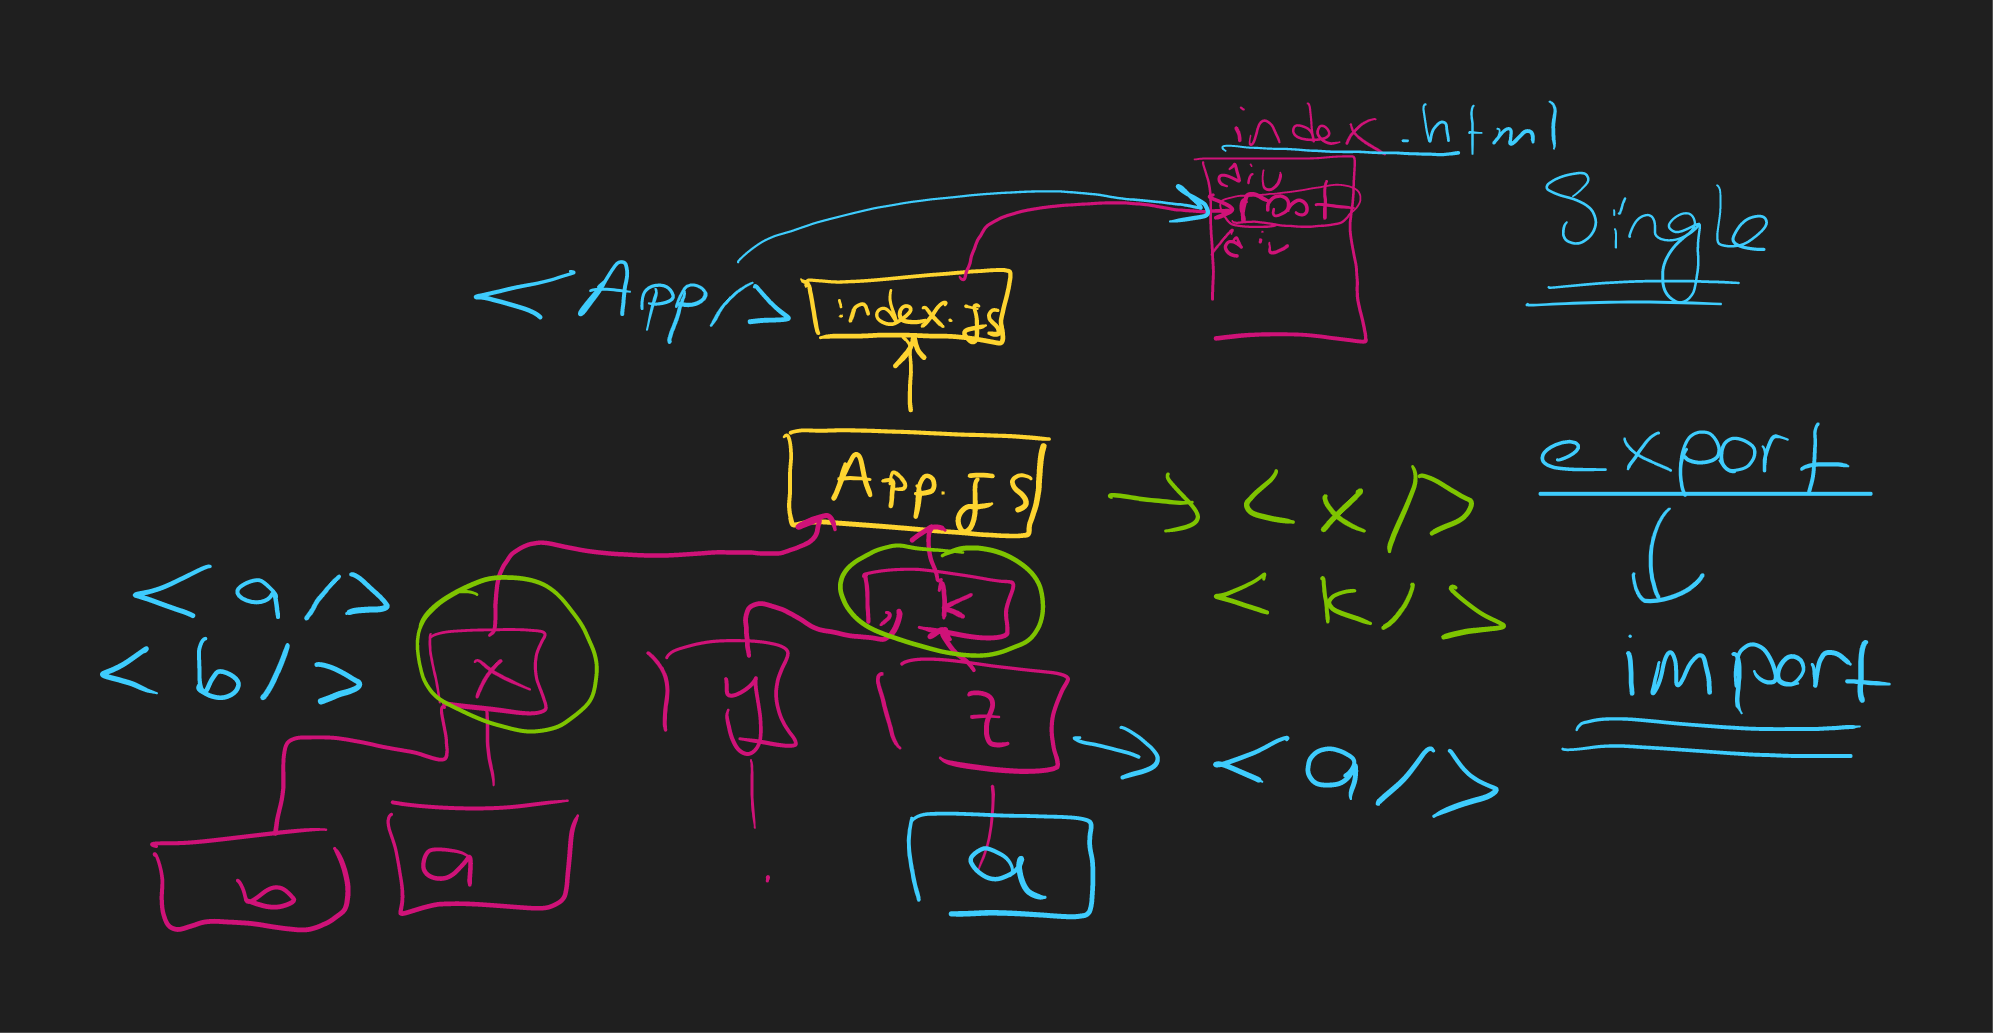 index.html
div
root
div
Single
<App/>
index.js
App.js
export
<x/>
<k/>
<a/>
k
<b/>
x
y
z
import
<a/>
b
a
a